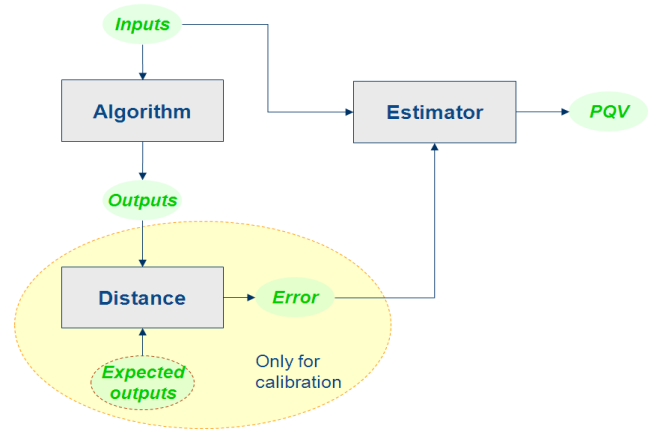 Inputs
Algorithm
Estimator
PQV
Outputs
Distance
Error
Expected
outputs
Only for
calibration